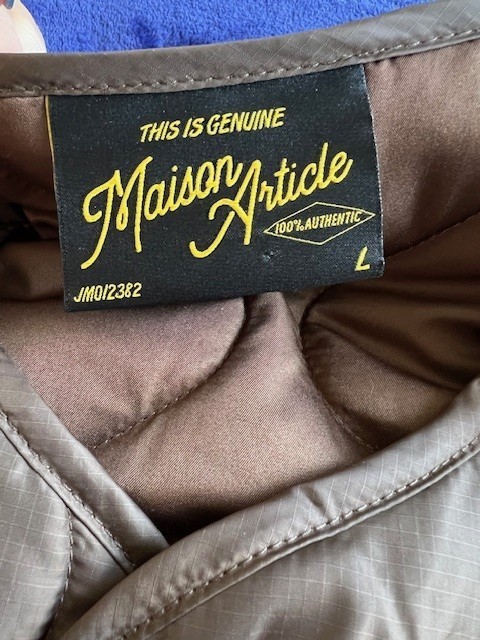 THIS IS GENUINE
Maison Article
100% AUTHENTIC
L
JM012382